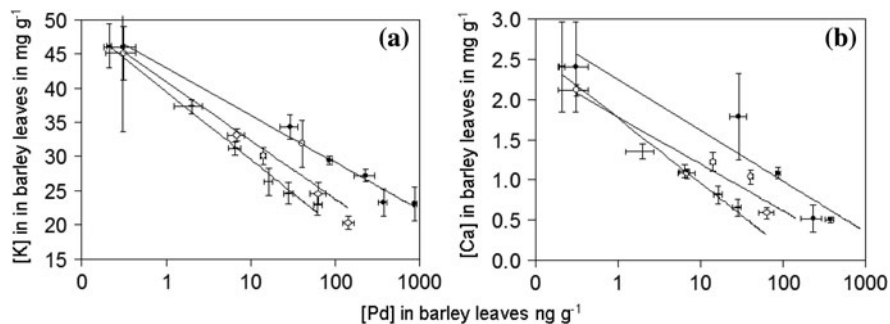 (a)
[K] in in barley leaves in mg g⁻¹
50
45
40
35
30
25
20
15
0 1 10 100 1000
(b)
[Ca] in barley leaves in mg g⁻¹
3.0
2.5
2.0
1.5
1.0
0.5
0.0
0 1 10 100 1000
[Pd] in barley leaves ng g⁻¹